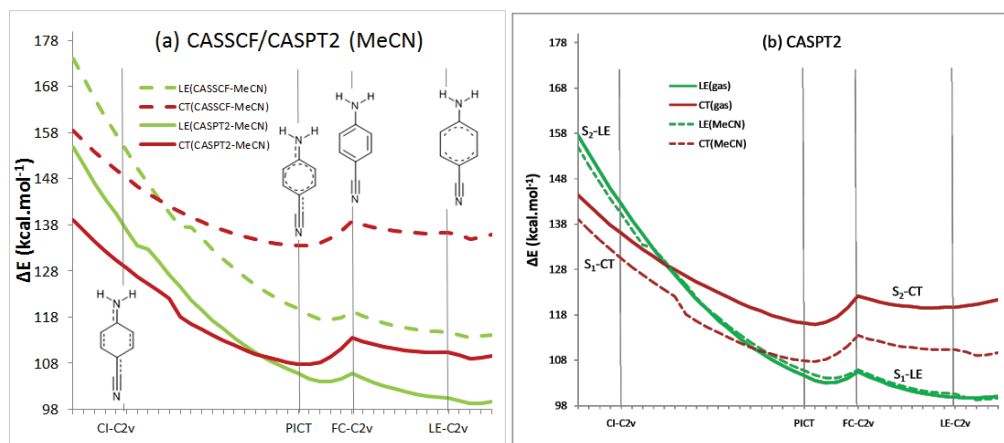 (a) CASSCF/CASPT2 (MeCN)
ΔE (kcal.mol-1)
178
168
158
148
138
128
118
108
98
LE(CASSCF-MeCN)
CT(CASSCF-MeCN)
LE(CASPT2-MeCN)
CT(CASPT2-MeCN)
H H
N
N
H H
N
C
N
H H
N
C
N
H H
N
C
N
CI-C2v PICT FC-C2v LE-C2v
(b) CASPT2
ΔE (kcal.mol-1)
178
168
158
148
138
128
118
108
98
LE(gas)
CT(gas)
LE(MeCN)
CT(MeCN)
S2-LE
S1-CT
S2-CT
S1-LE
CI-C2v PICT FC-C2v LE-C2v